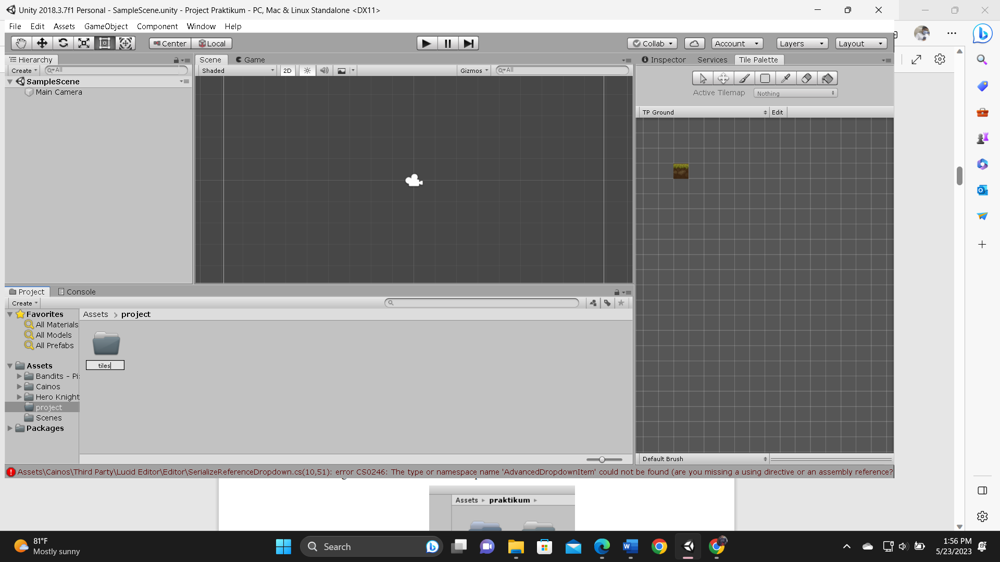 Unity 2018.3.7f1 Personal - SampleScene.unity - Project Praktikum - PC, Mac & Linux Standalone <DX11>
File Edit Assets GameObject Component Window Help
Center Local Collab Account Layers Layout
Hierarchy Scene Game Inspector Services Tile Palette
Create All Shaded 2D Gizmos All
SampleScene
Main Camera
Active Tilemap Nothing
TP Ground Edit
Project Console
Create
Favorites Assets project
All Materials
All Models
All Prefabs
Assets tiles
Bandits - Pi
Cainos
Hero Knight
project
Scenes
Packages
Default Brush
Assets\Cainos\Third Party\Lucid Editor\Editor\SerializeReferenceDropdown.cs(10,51): error CS0246: The type or namespace name 'AdvancedDropdownItem' could not be found (are you missing a using directive or an assembly reference?
Assets praktikum
81°F
Mostly sunny
Search
1:56 PM
5/23/2023